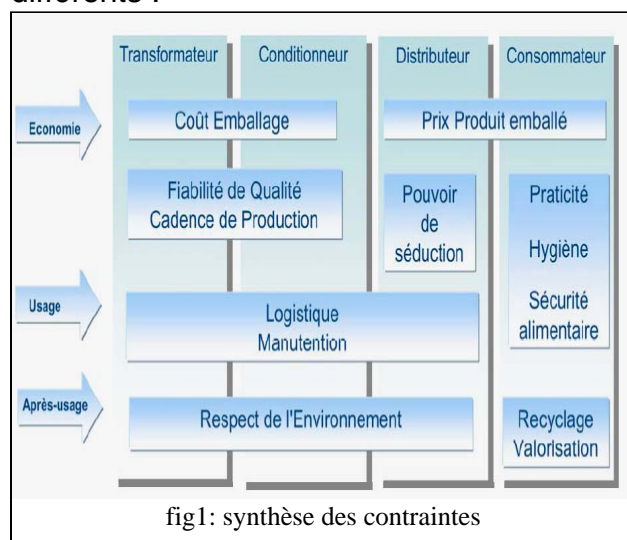 différents :
Transformateur Conditionneur Distributeur Consommateur
Economie
Coût Emballage
Prix Produit emballé
Fiabilité de Qualité
Cadence de Production
Pouvoir
de
séduction
Praticité
Hygiène
Sécurité
alimentaire
Usage
Logistique
Manutention
Après-usage
Respect de l'Environnement
Recyclage
Valorisation
fig1: synthèse des contraintes